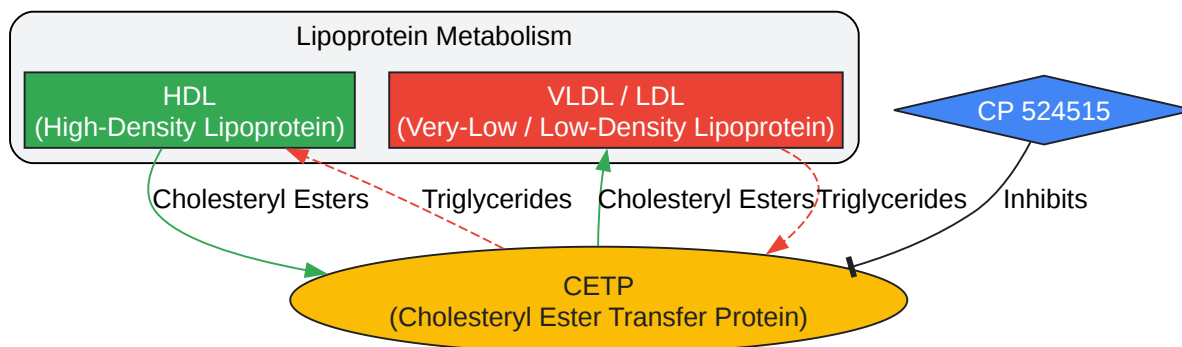 Lipoprotein Metabolism
HDL
(High-Density Lipoprotein)
VLDL / LDL
(Very-Low / Low-Density Lipoprotein)
CP 524515
Cholesteryl Esters
Triglycerides
Cholesteryl Esters
Triglycerides
Inhibits
CETP
(Cholesteryl Ester Transfer Protein)